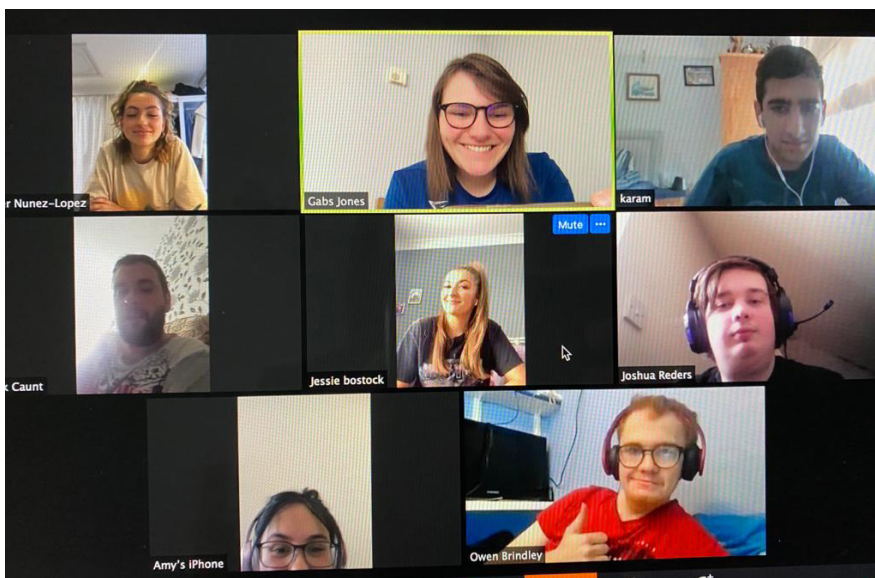 r Nunez-Lopez
Gabs Jones
karam
Mute
k Caunt
Jessie bostock
Joshua Reders
Amy's iPhone
Owen Brindley